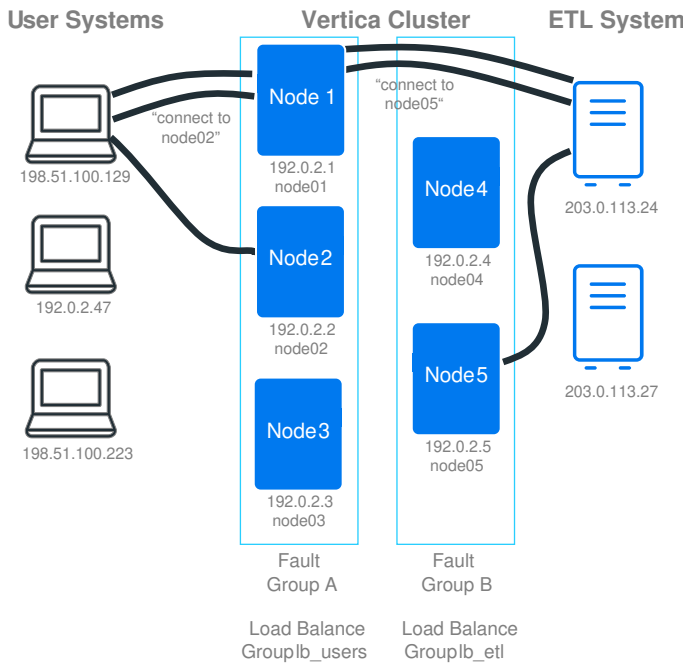 User Systems
Vertica Cluster
ETL System
Node 1
"connect to
node02"
"connect to
node05"
198.51.100.129
192.0.2.1
node01
Node4
203.0.113.24
Node2
192.0.2.4
node04
192.0.2.47
192.0.2.2
node02
Node5
203.0.113.27
Node3
192.0.2.5
node05
198.51.100.223
192.0.2.3
node03
Fault
Group A
Fault
Group B
Load Balance
Grouplb_users
Load Balance
Grouplb_etl